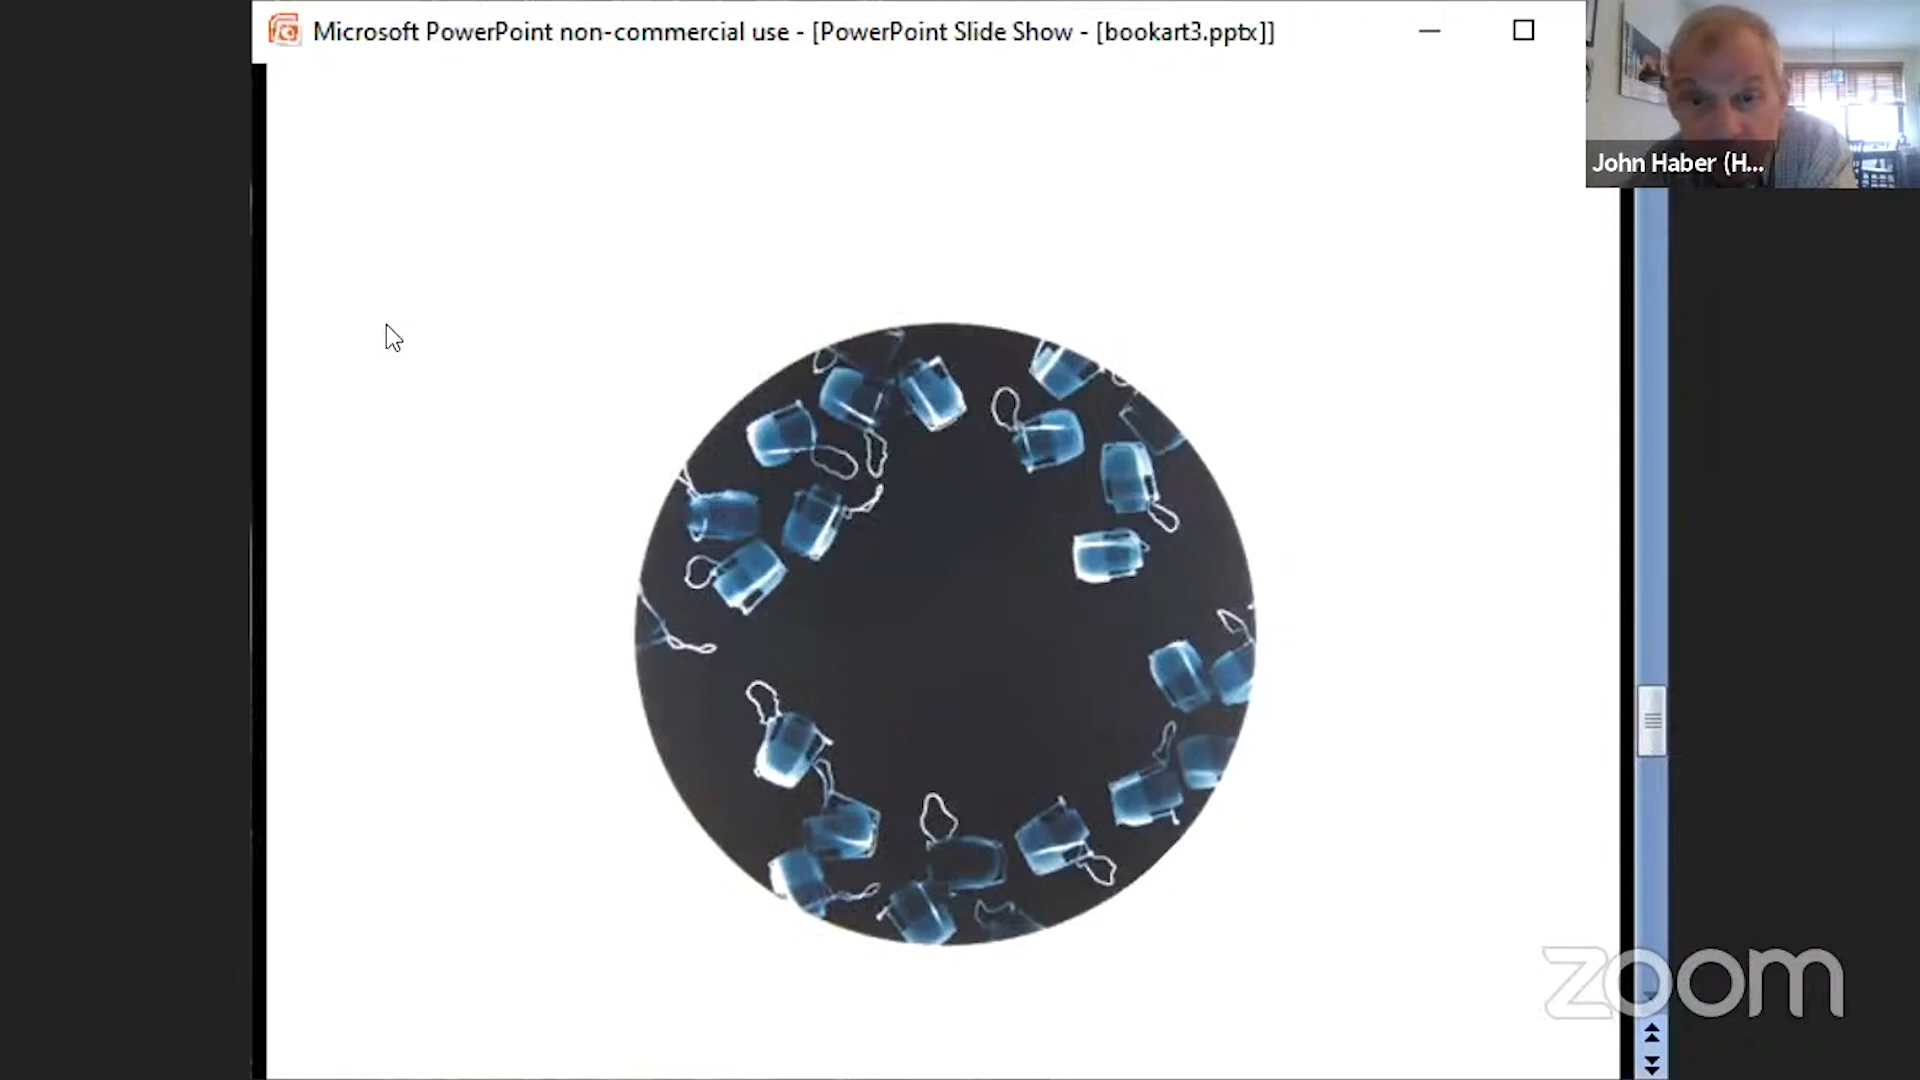 Microsoft PowerPoint non-commercial use - [PowerPoint Slide Show - [bookart3.pptx]]
John Haber (H...
zoom